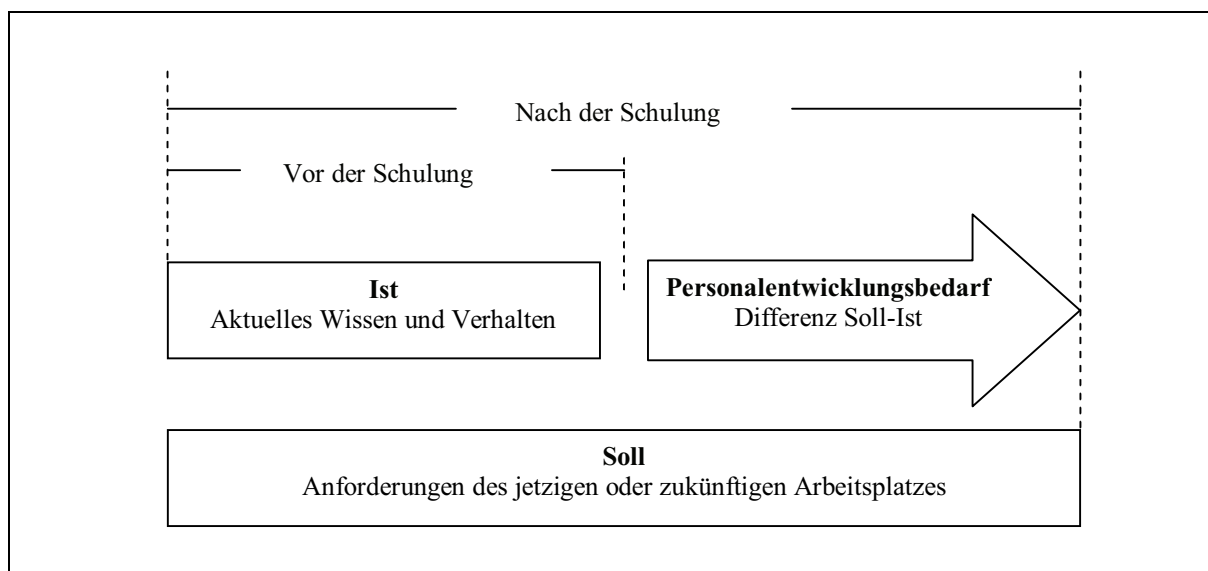 Nach der Schulung
Vor der Schulung
Ist
Aktuelles Wissen und Verhalten
Personalentwicklungsbedarf
Differenz Soll-Ist
Soll
Anforderungen des jetzigen oder zukünftigen Arbeitsplatzes